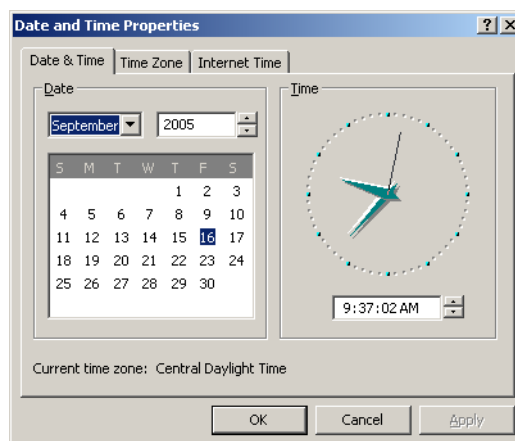 Date and Time Properties
Date & Time Time Zone Internet Time
Date
September 2005
S M T W T F S
1 2 3
4 5 6 7 8 9 10
11 12 13 14 15 16 17
18 19 20 21 22 23 24
25 26 27 28 29 30
Time
9:37:02 AM
Current time zone: Central Daylight Time
OK Cancel Apply